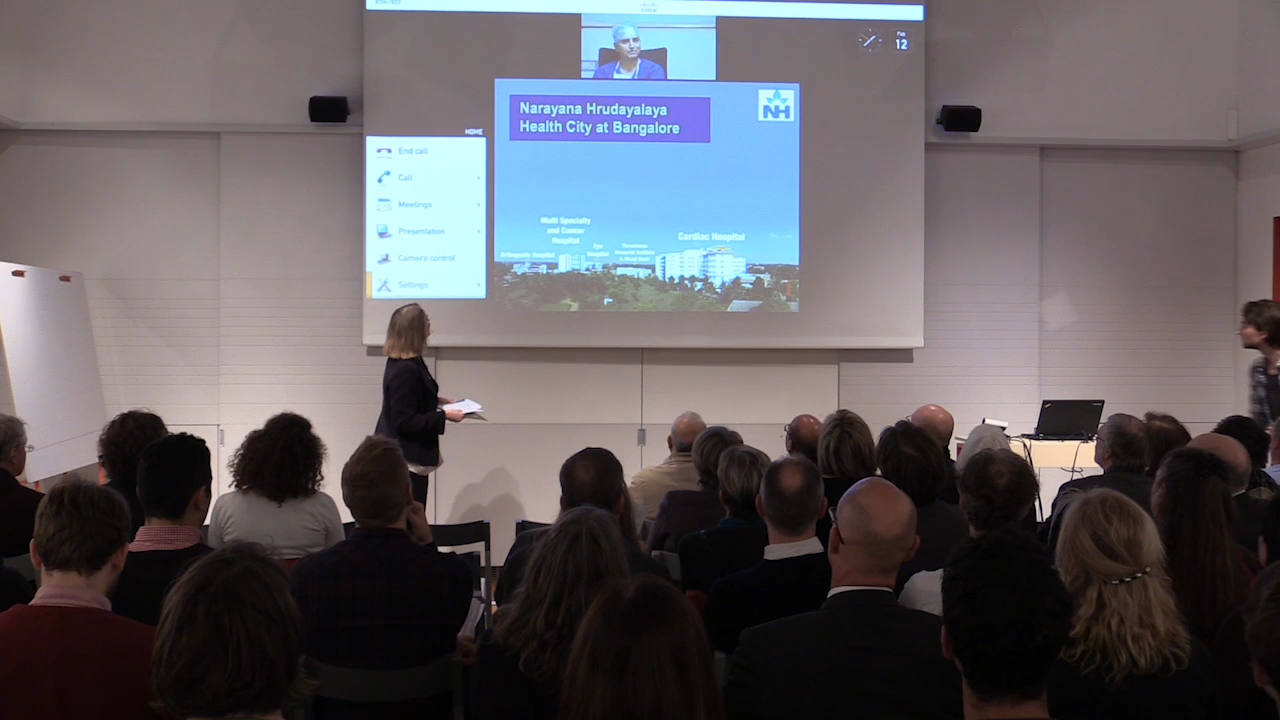 CISCO
12
Narayana Hrudayalaya
Health City at Bangalore
NH
HOME
End call
Call
Meetings
Presentation
Camera control
Settings
Multi Specialty
and Cancer
Hospital
Eye
Hospital
Orthopedic Hospital
Cardiac Hospital